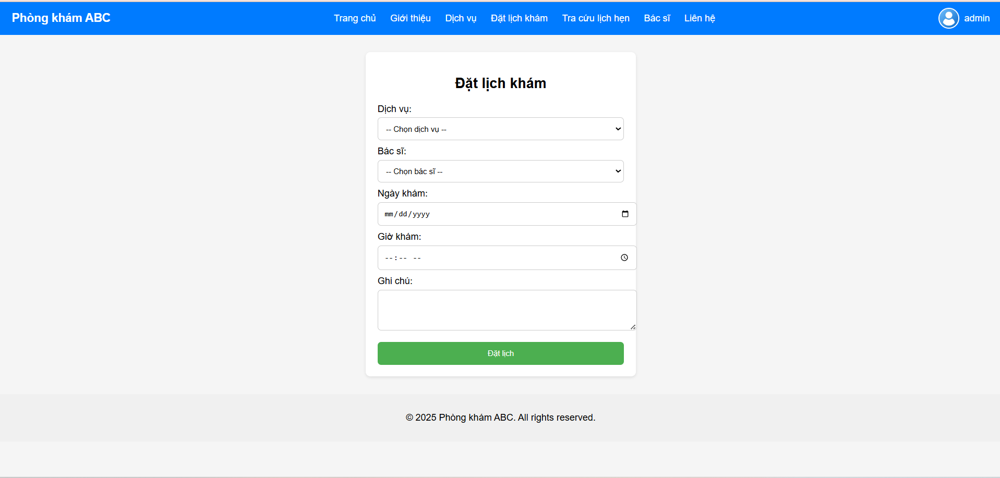 Phòng khám ABC
Trang chủ Giới thiệu Dịch vụ Đặt lịch khám Tra cứu lịch hẹn Bác sĩ Liên hệ
admin
Đặt lịch khám
Dịch vụ:
-- Chọn dịch vụ --
Bác sĩ:
-- Chọn bác sĩ --
Ngày khám:
mm/dd/yyyy
Giờ khám:
--:-- --
Ghi chú:
Đặt lịch
© 2025 Phòng khám ABC. All rights reserved.